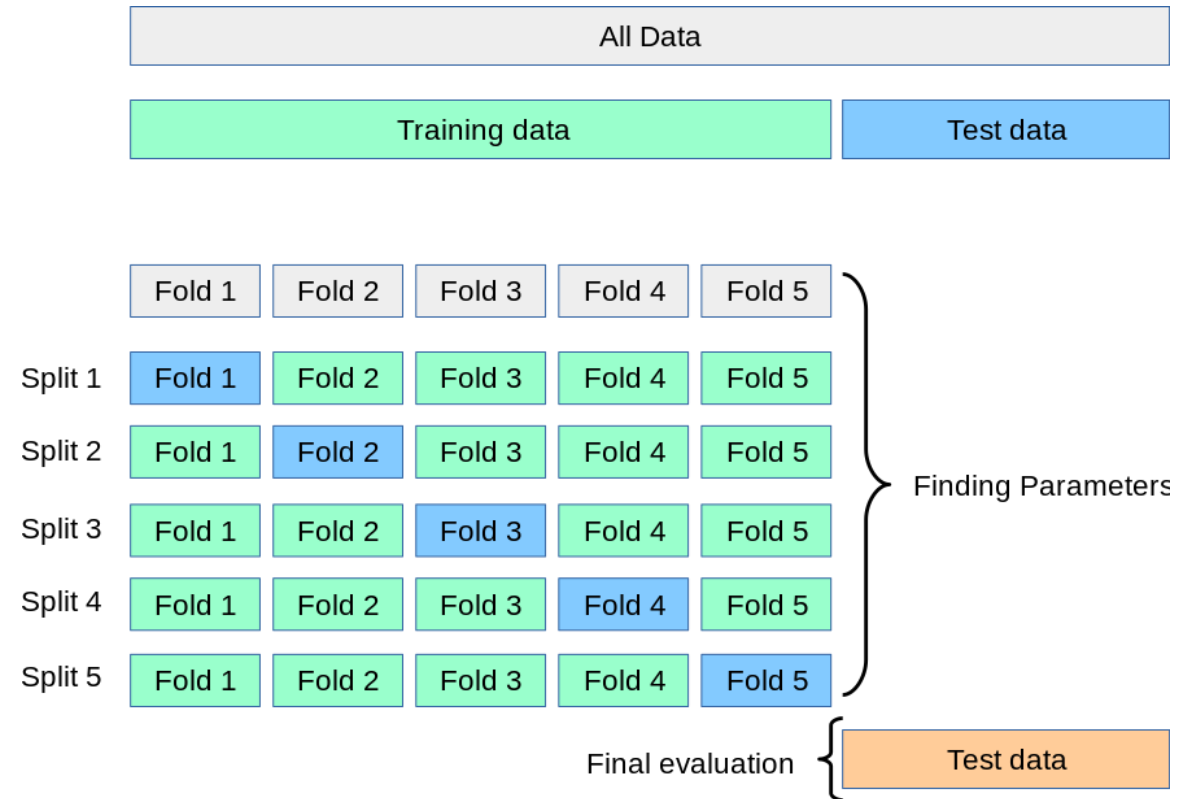 All Data
Training data Test data
Fold 1 Fold 2 Fold 3 Fold 4 Fold 5
Split 1 Fold 1 Fold 2 Fold 3 Fold 4 Fold 5
Split 2 Fold 1 Fold 2 Fold 3 Fold 4 Fold 5
Finding Parameters
Split 3 Fold 1 Fold 2 Fold 3 Fold 4 Fold 5
Split 4 Fold 1 Fold 2 Fold 3 Fold 4 Fold 5
Split 5 Fold 1 Fold 2 Fold 3 Fold 4 Fold 5
Final evaluation Test data